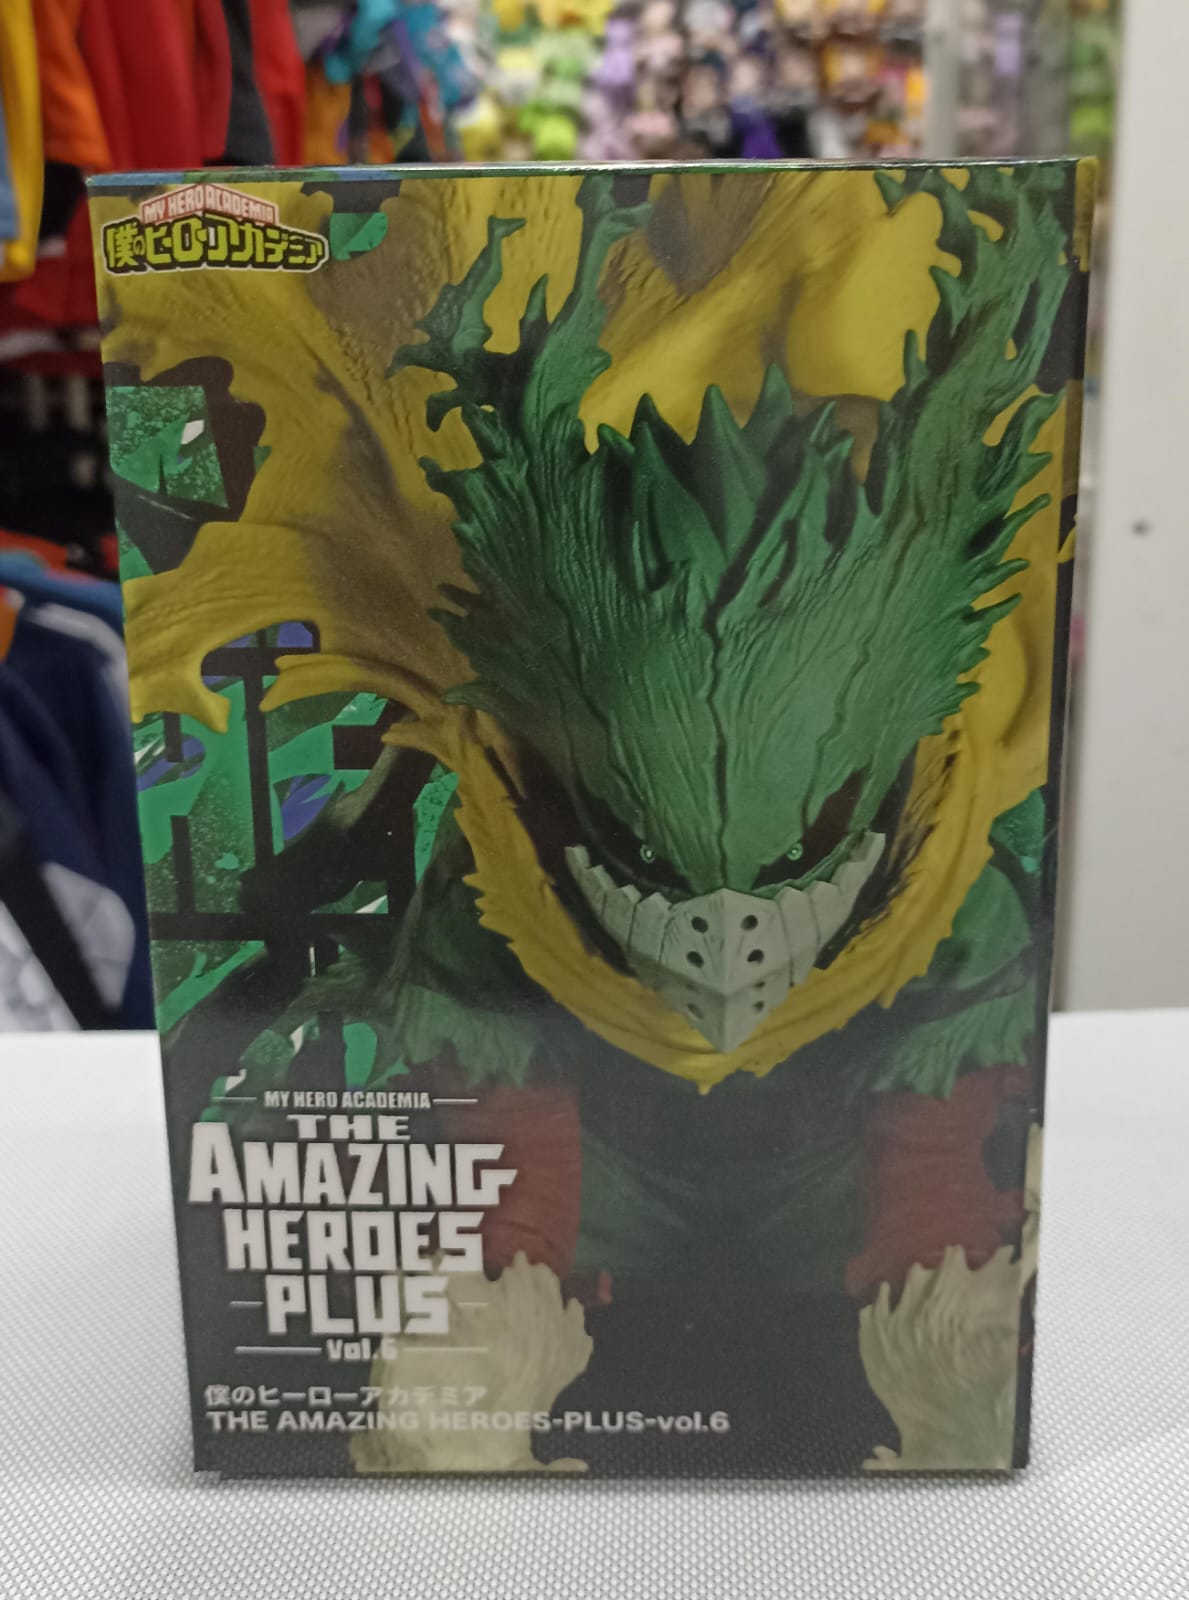 MY HERO ACADEMIA
僕のヒーローアカデミア
MY HERO ACADEMIA
THE
AMAZING
HEROES
-PLUS-
Vol.6
僕のヒーローアカデミア
THE AMAZING HEROES-PLUS-vol.6